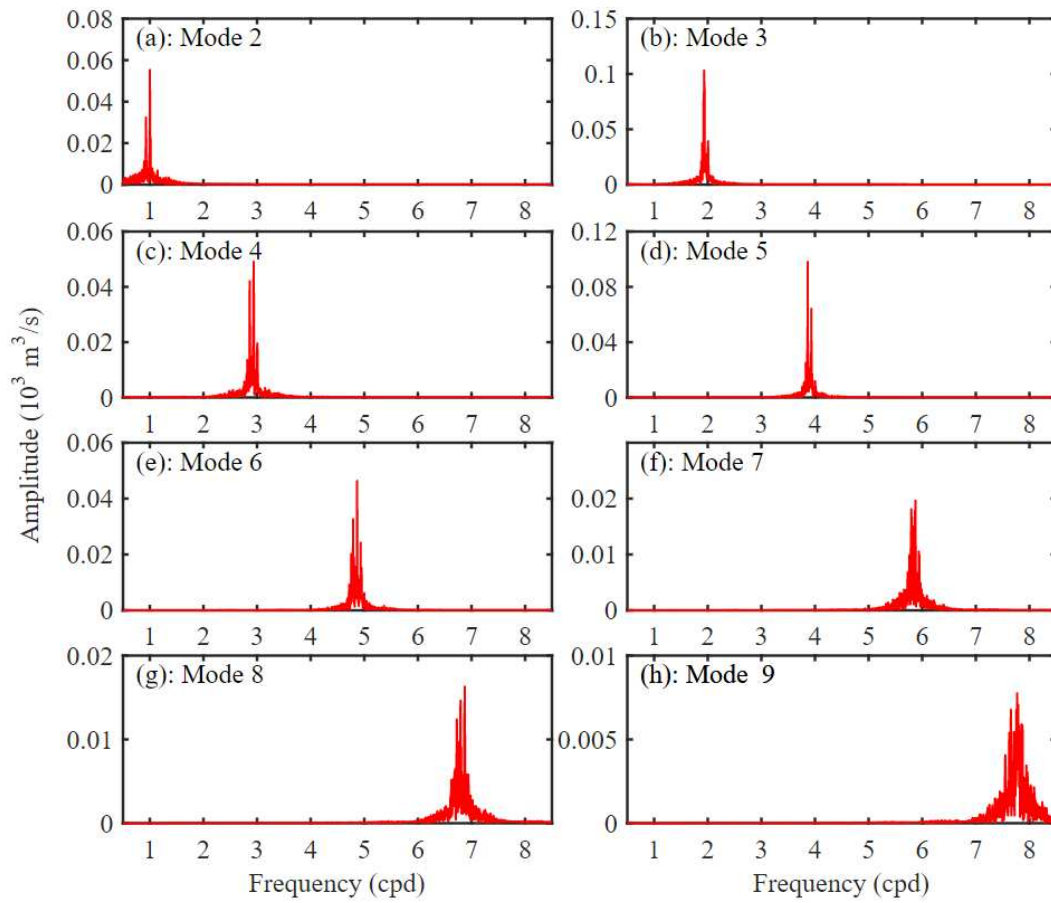 (a): Mode 2
0.08
0.06
0.04
0.02
0
1 2 3 4 5 6 7 8
(b): Mode 3
0.15
0.1
0.05
0
1 2 3 4 5 6 7 8
(c): Mode 4
0.06
0.04
0.02
0
1 2 3 4 5 6 7 8
(d): Mode 5
0.12
0.08
0.04
0
1 2 3 4 5 6 7 8
Amplitude (10³ m³/s)
(e): Mode 6
0.06
0.04
0.02
0
1 2 3 4 5 6 7 8
(f): Mode 7
0.02
0.01
0
1 2 3 4 5 6 7 8
(g): Mode 8
0.02
0.01
0
1 2 3 4 5 6 7 8
Frequency (cpd)
(h): Mode 9
0.01
0.005
0
1 2 3 4 5 6 7 8
Frequency (cpd)